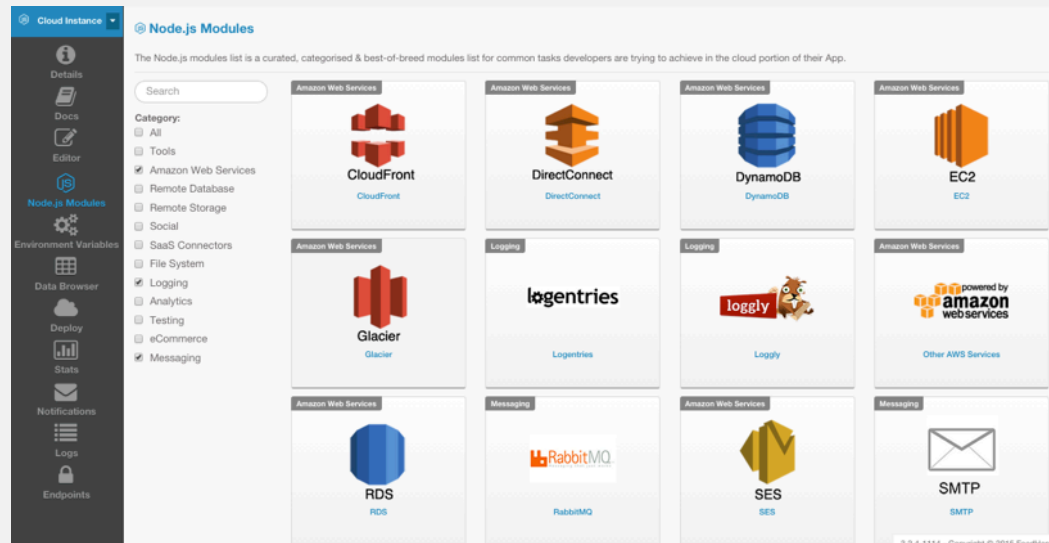 Cloud Instance
Details
Docs
Editor
Node.js Modules
Environment Variables
Data Browser
Deploy
Stats
Notifications
Logs
Endpoints
Node.js Modules
The Node.js modules list is a curated, categorised & best-of-breed modules list for common tasks developers are trying to achieve in the cloud portion of their App.
Search
Category:
All
Tools
Amazon Web Services
Remote Database
Remote Storage
Social
SaaS Connectors
File System
Logging
Analytics
Testing
eCommerce
Messaging
Amazon Web Services
CloudFront
CloudFront
Amazon Web Services
DirectConnect
DirectConnect
Amazon Web Services
DynamoDB
DynamoDB
Amazon Web Services
EC2
EC2
Amazon Web Services
Glacier
Glacier
Logging
logentries
Logentries
Logging
loggly
Loggly
Amazon Web Services
powered by
amazon
webservices
Other AWS Services
Amazon Web Services
RDS
RDS
Messaging
RabbitMQ
RabbitMQ
Amazon Web Services
SES
SES
Messaging
SMTP
SMTP